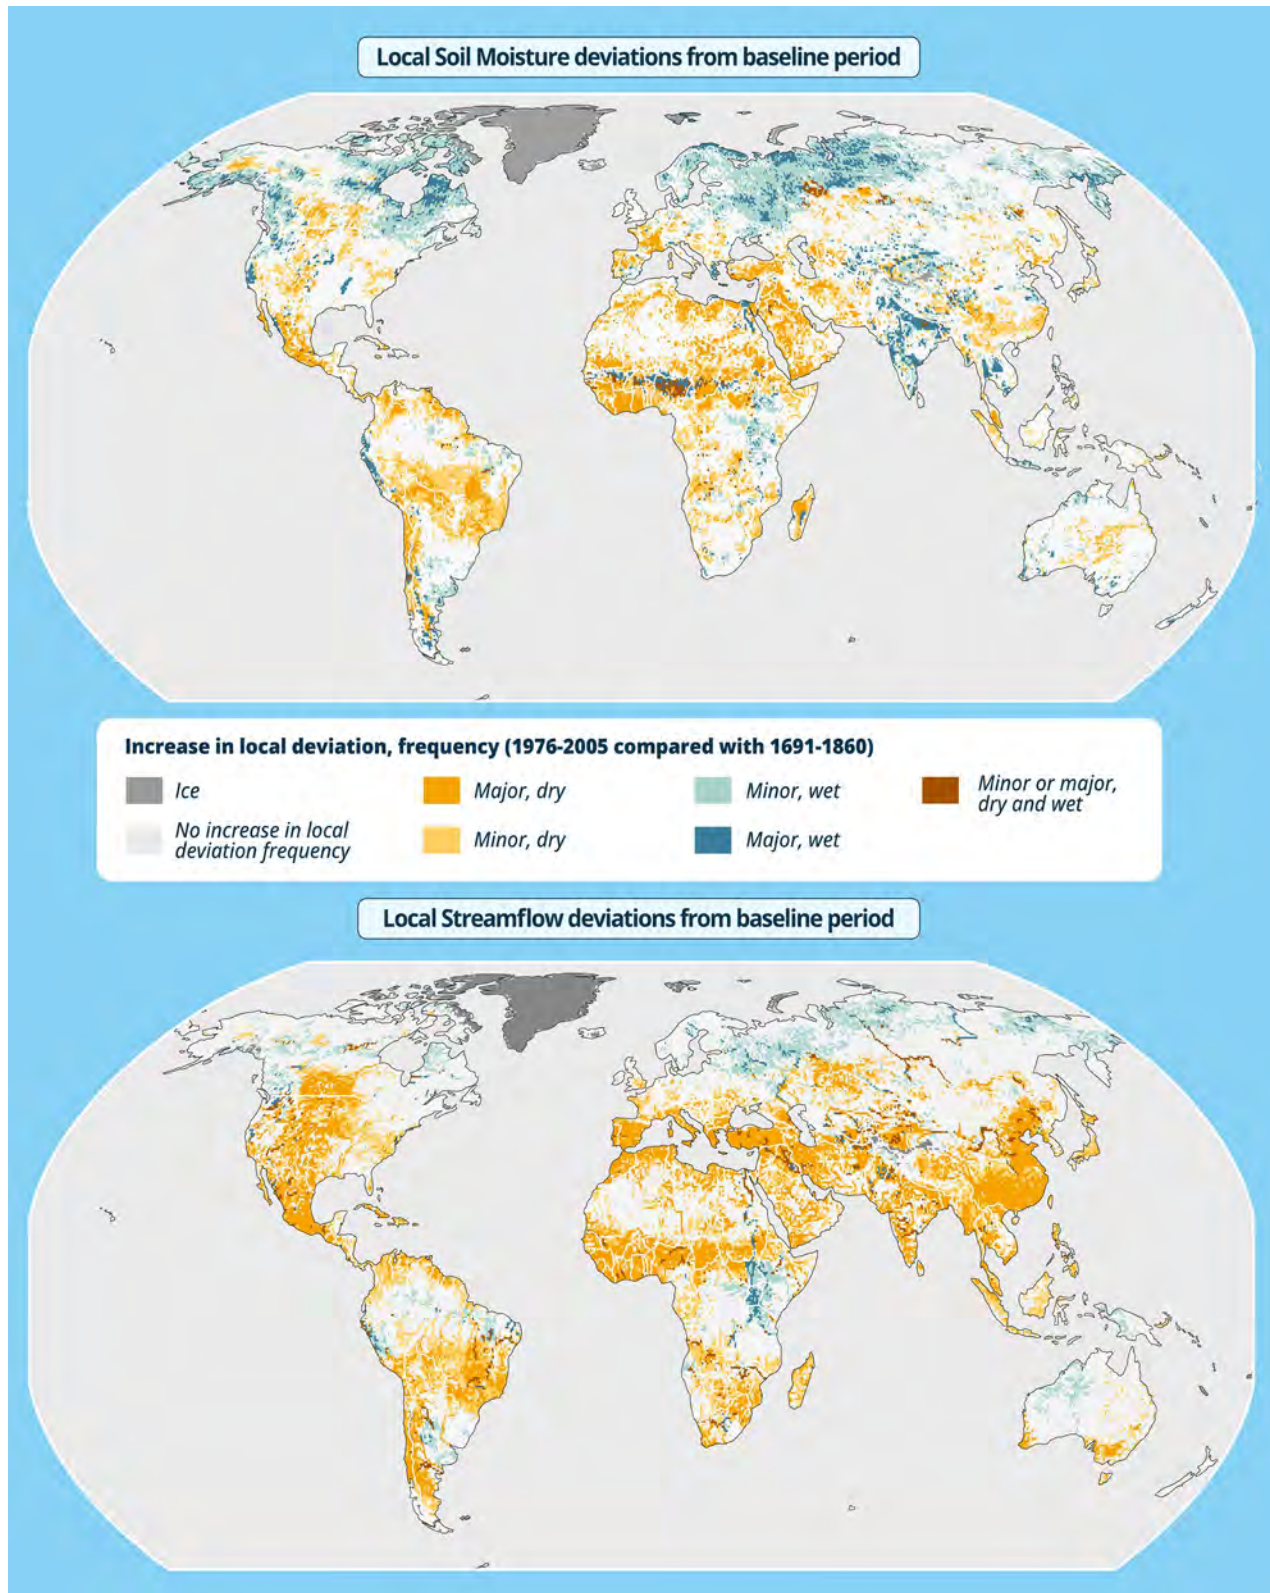 Local Soil Moisture deviations from baseline period
Increase in local deviation, frequency (1976-2005 compared with 1691-1860)
Ice
Major, dry
Minor, wet
Minor or major,
dry and wet
No increase in local
deviation frequency
Minor, dry
Major, wet
Local Streamflow deviations from baseline period